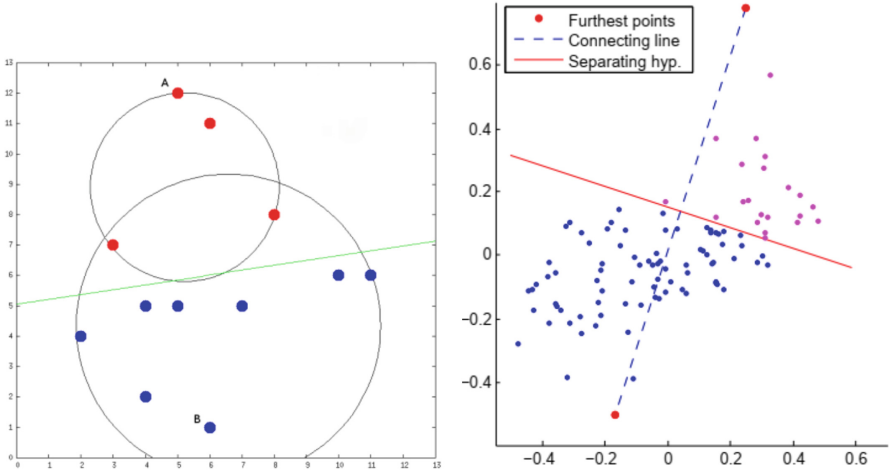 13
12
11
10
9
8
7
6
5
4
3
2
1
0
0 1 2 3 4 5 6 7 8 9 10 11 12 13
A
B
Furthest points
Connecting line
Separating hyp.
0.6
0.4
0.2
0
−0.2
−0.4
−0.4 −0.2 0 0.2 0.4 0.6